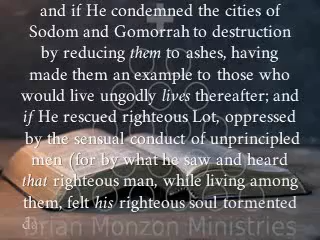 and if He condemned the cities of
Sodom and Gomorrah to destruction
by reducing them to ashes, having
made them an example to those who
would live ungodly lives thereafter; and
if He rescued righteous Lot, oppressed
by the sensual conduct of unprincipled
men (for by what he saw and heard
that righteous man, while living among
them, felt his righteous soul tormented
Brian Monzon Ministries